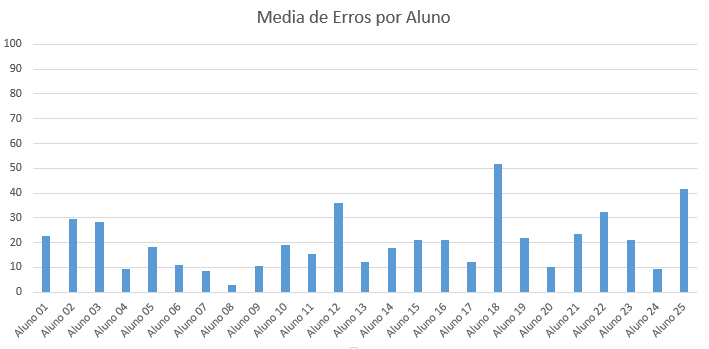 Media de Erros por Aluno
100
90
80
70
60
50
40
30
20
10
0
Aluno 01
Aluno 02
Aluno 03
Aluno 04
Aluno 05
Aluno 06
Aluno 07
Aluno 08
Aluno 09
Aluno 10
Aluno 11
Aluno 12
Aluno 13
Aluno 14
Aluno 15
Aluno 16
Aluno 17
Aluno 18
Aluno 19
Aluno 20
Aluno 21
Aluno 22
Aluno 23
Aluno 24
Aluno 25